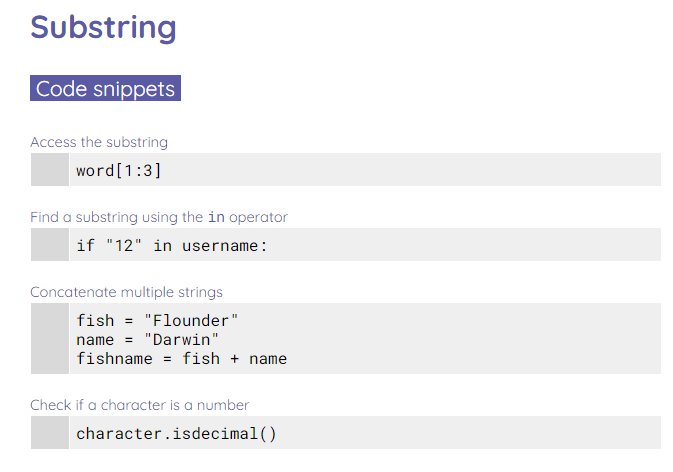 Substring
Code snippets
Access the substring
word[1:3]
Find a substring using the in operator
if "12" in username:
Concatenate multiple strings
fish = "Flounder"
name = "Darwin"
fishname = fish + name
Check if a character is a number
character.isdecimal()